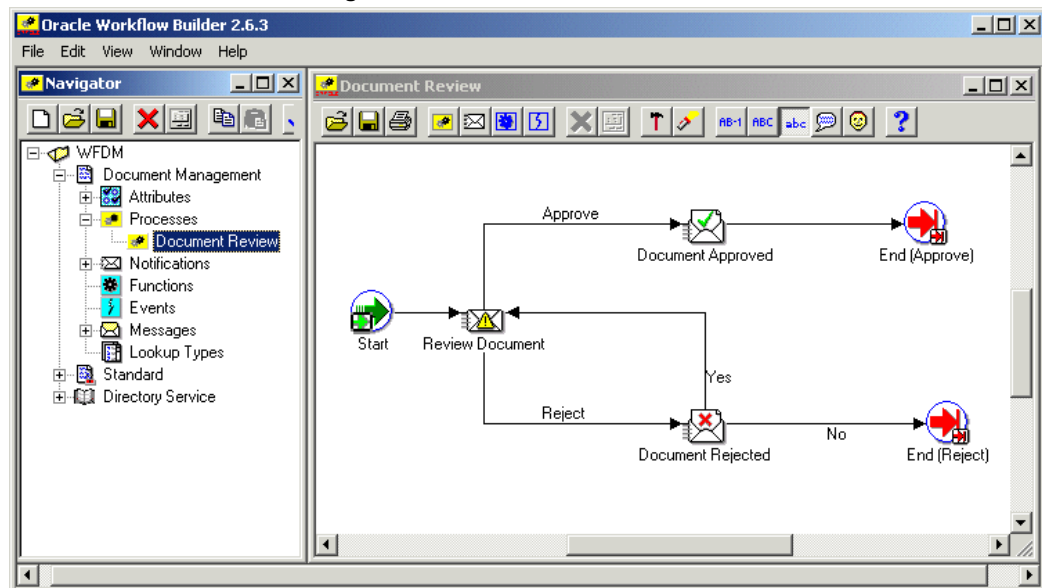 Oracle Workflow Builder 2.6.3
File Edit View Window Help
Navigator
WFDM
Document Management
Attributes
Processes
Document Review
Notifications
Functions
Events
Messages
Lookup Types
Standard
Directory Service
Document Review
AB-1 ABC abc ?
Approve
Document Approved
End (Approve)
Start
Review Document
Yes
Reject
No
Document Rejected
End (Reject)